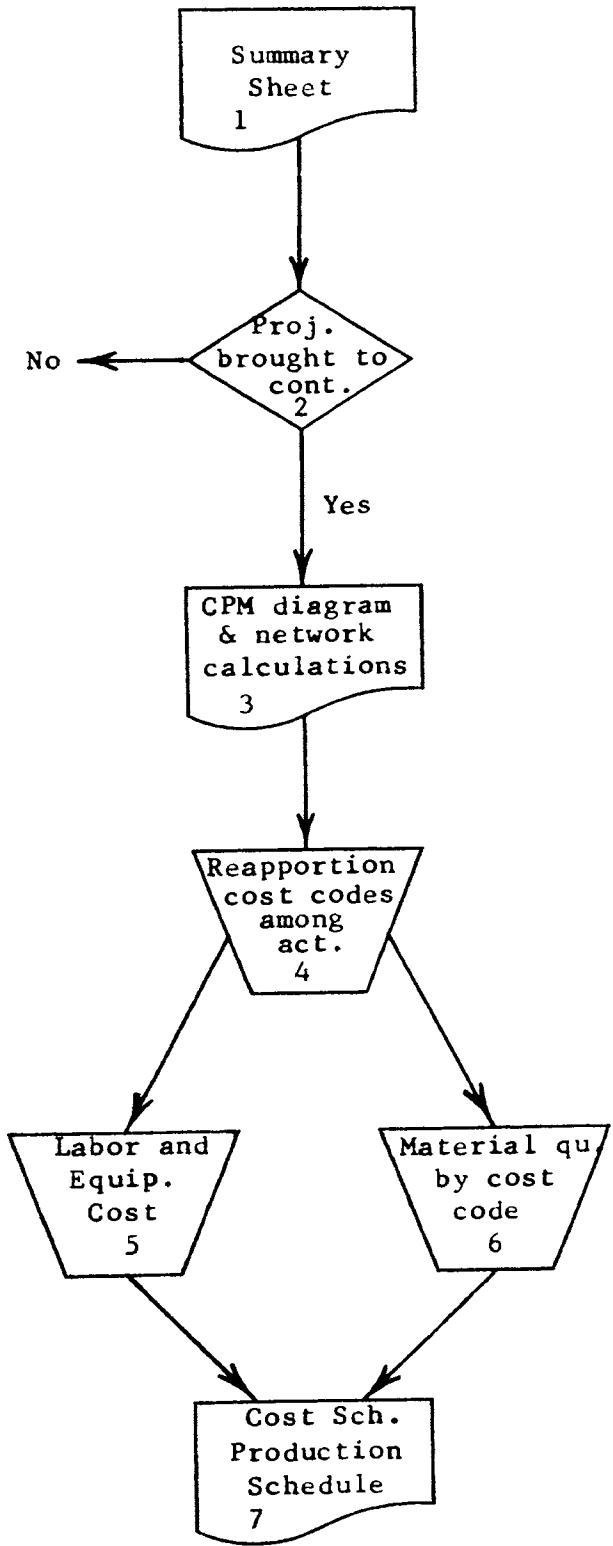 Summary
Sheet
1
Proj.
No
brought to
cont.
2
Yes
CPM diagram
& network
calculations
3
Reapportion
cost codes
among
act.
4
Labor and
Equip.
Cost
5
Material qu.
by cost
code
6
Cost Sch.
Production
Schedule
7